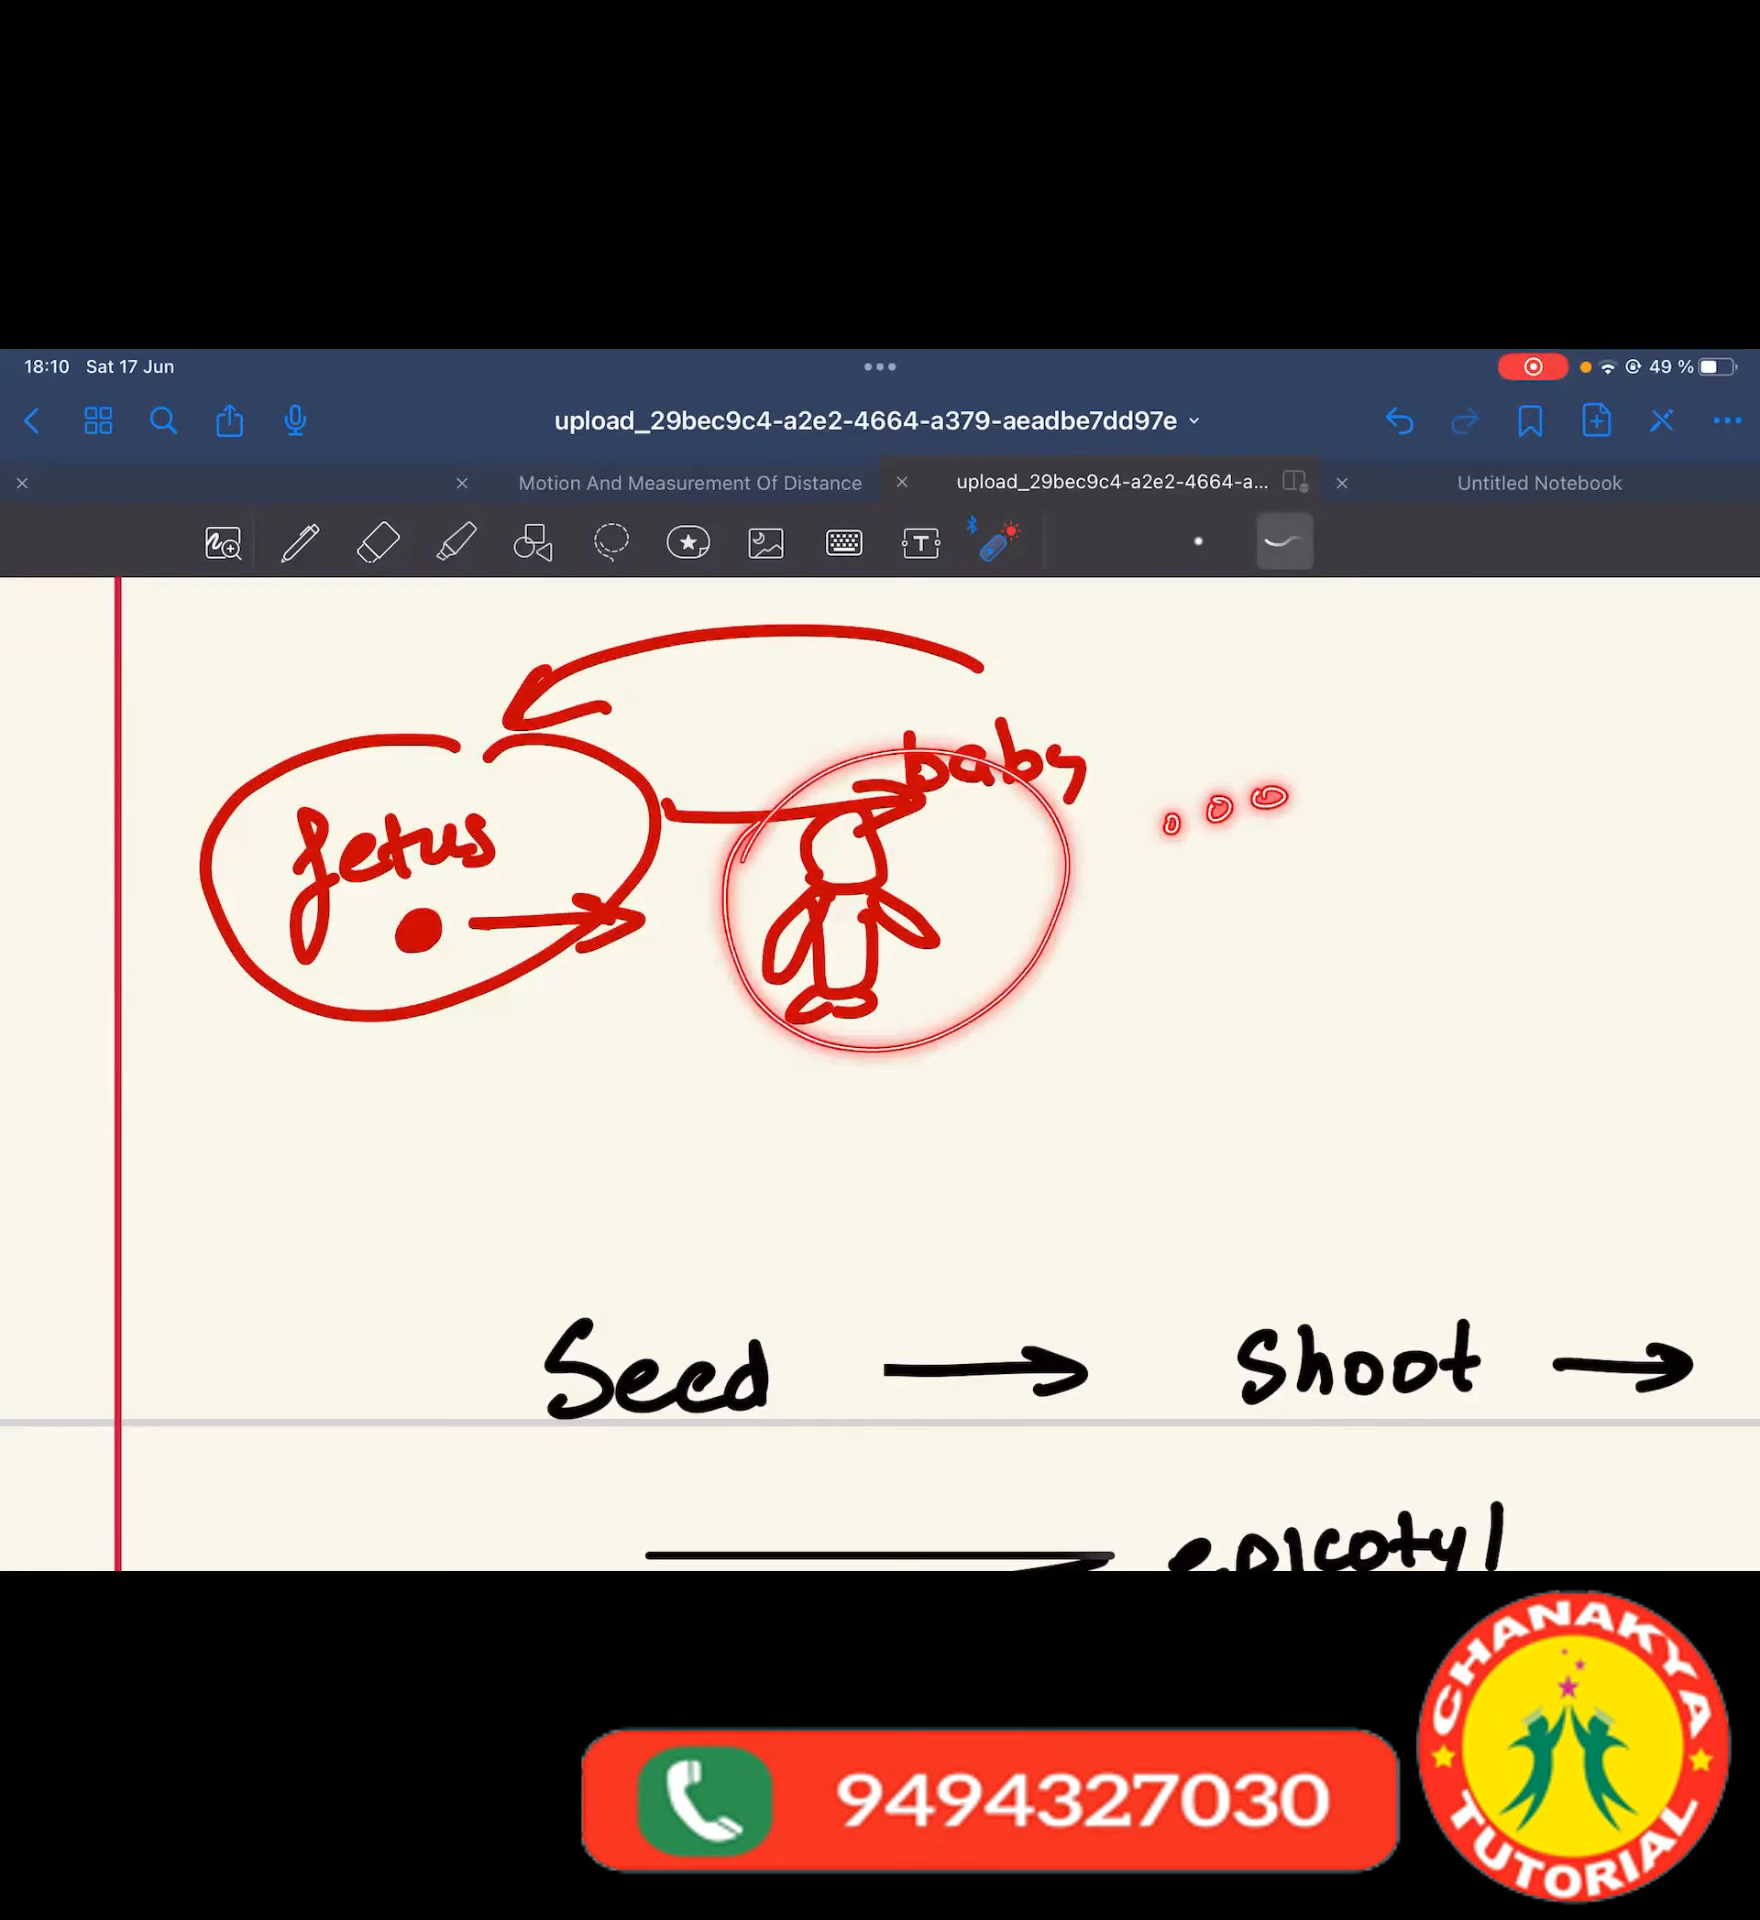 18:10 Sat 17 Jun
49 %
upload_29bec9c4-a2e2-4664-a379-aeadbe7dd97e
Motion And Measurement Of Distance
upload_29bec9c4-a2e2-4664-a...
Untitled Notebook
T
baby
fetus
Seed → Shoot →
epicotyl
9494327030
CHANAKYA
TUTORIAL